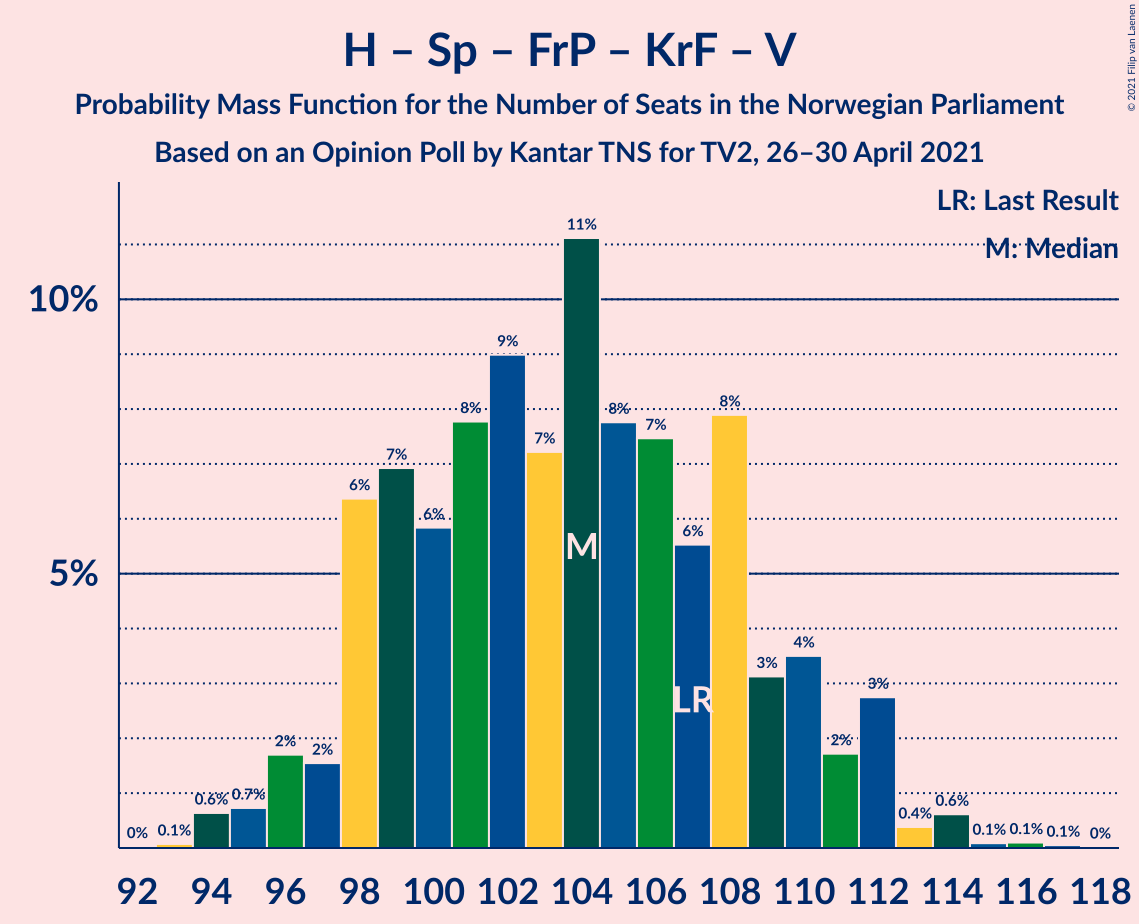 H – Sp – FrP – KrF – V
Probability Mass Function for the Number of Seats in the Norwegian Parliament
Based on an Opinion Poll by Kantar TNS for TV2, 26–30 April 2021
© 2021 Filip van Laenen
LR: Last Result
M: Median
10%
5%
0% 0.1% 0.6% 0.7% 2% 2% 6% 7% 6% 8% 9% 7% 11% 8% 7% 6% 8% 3% 4% 2% 3% 0.4% 0.6% 0.1% 0.1% 0.1% 0%
M
LR
92 94 96 98 100 102 104 106 108 110 112 114 116 118